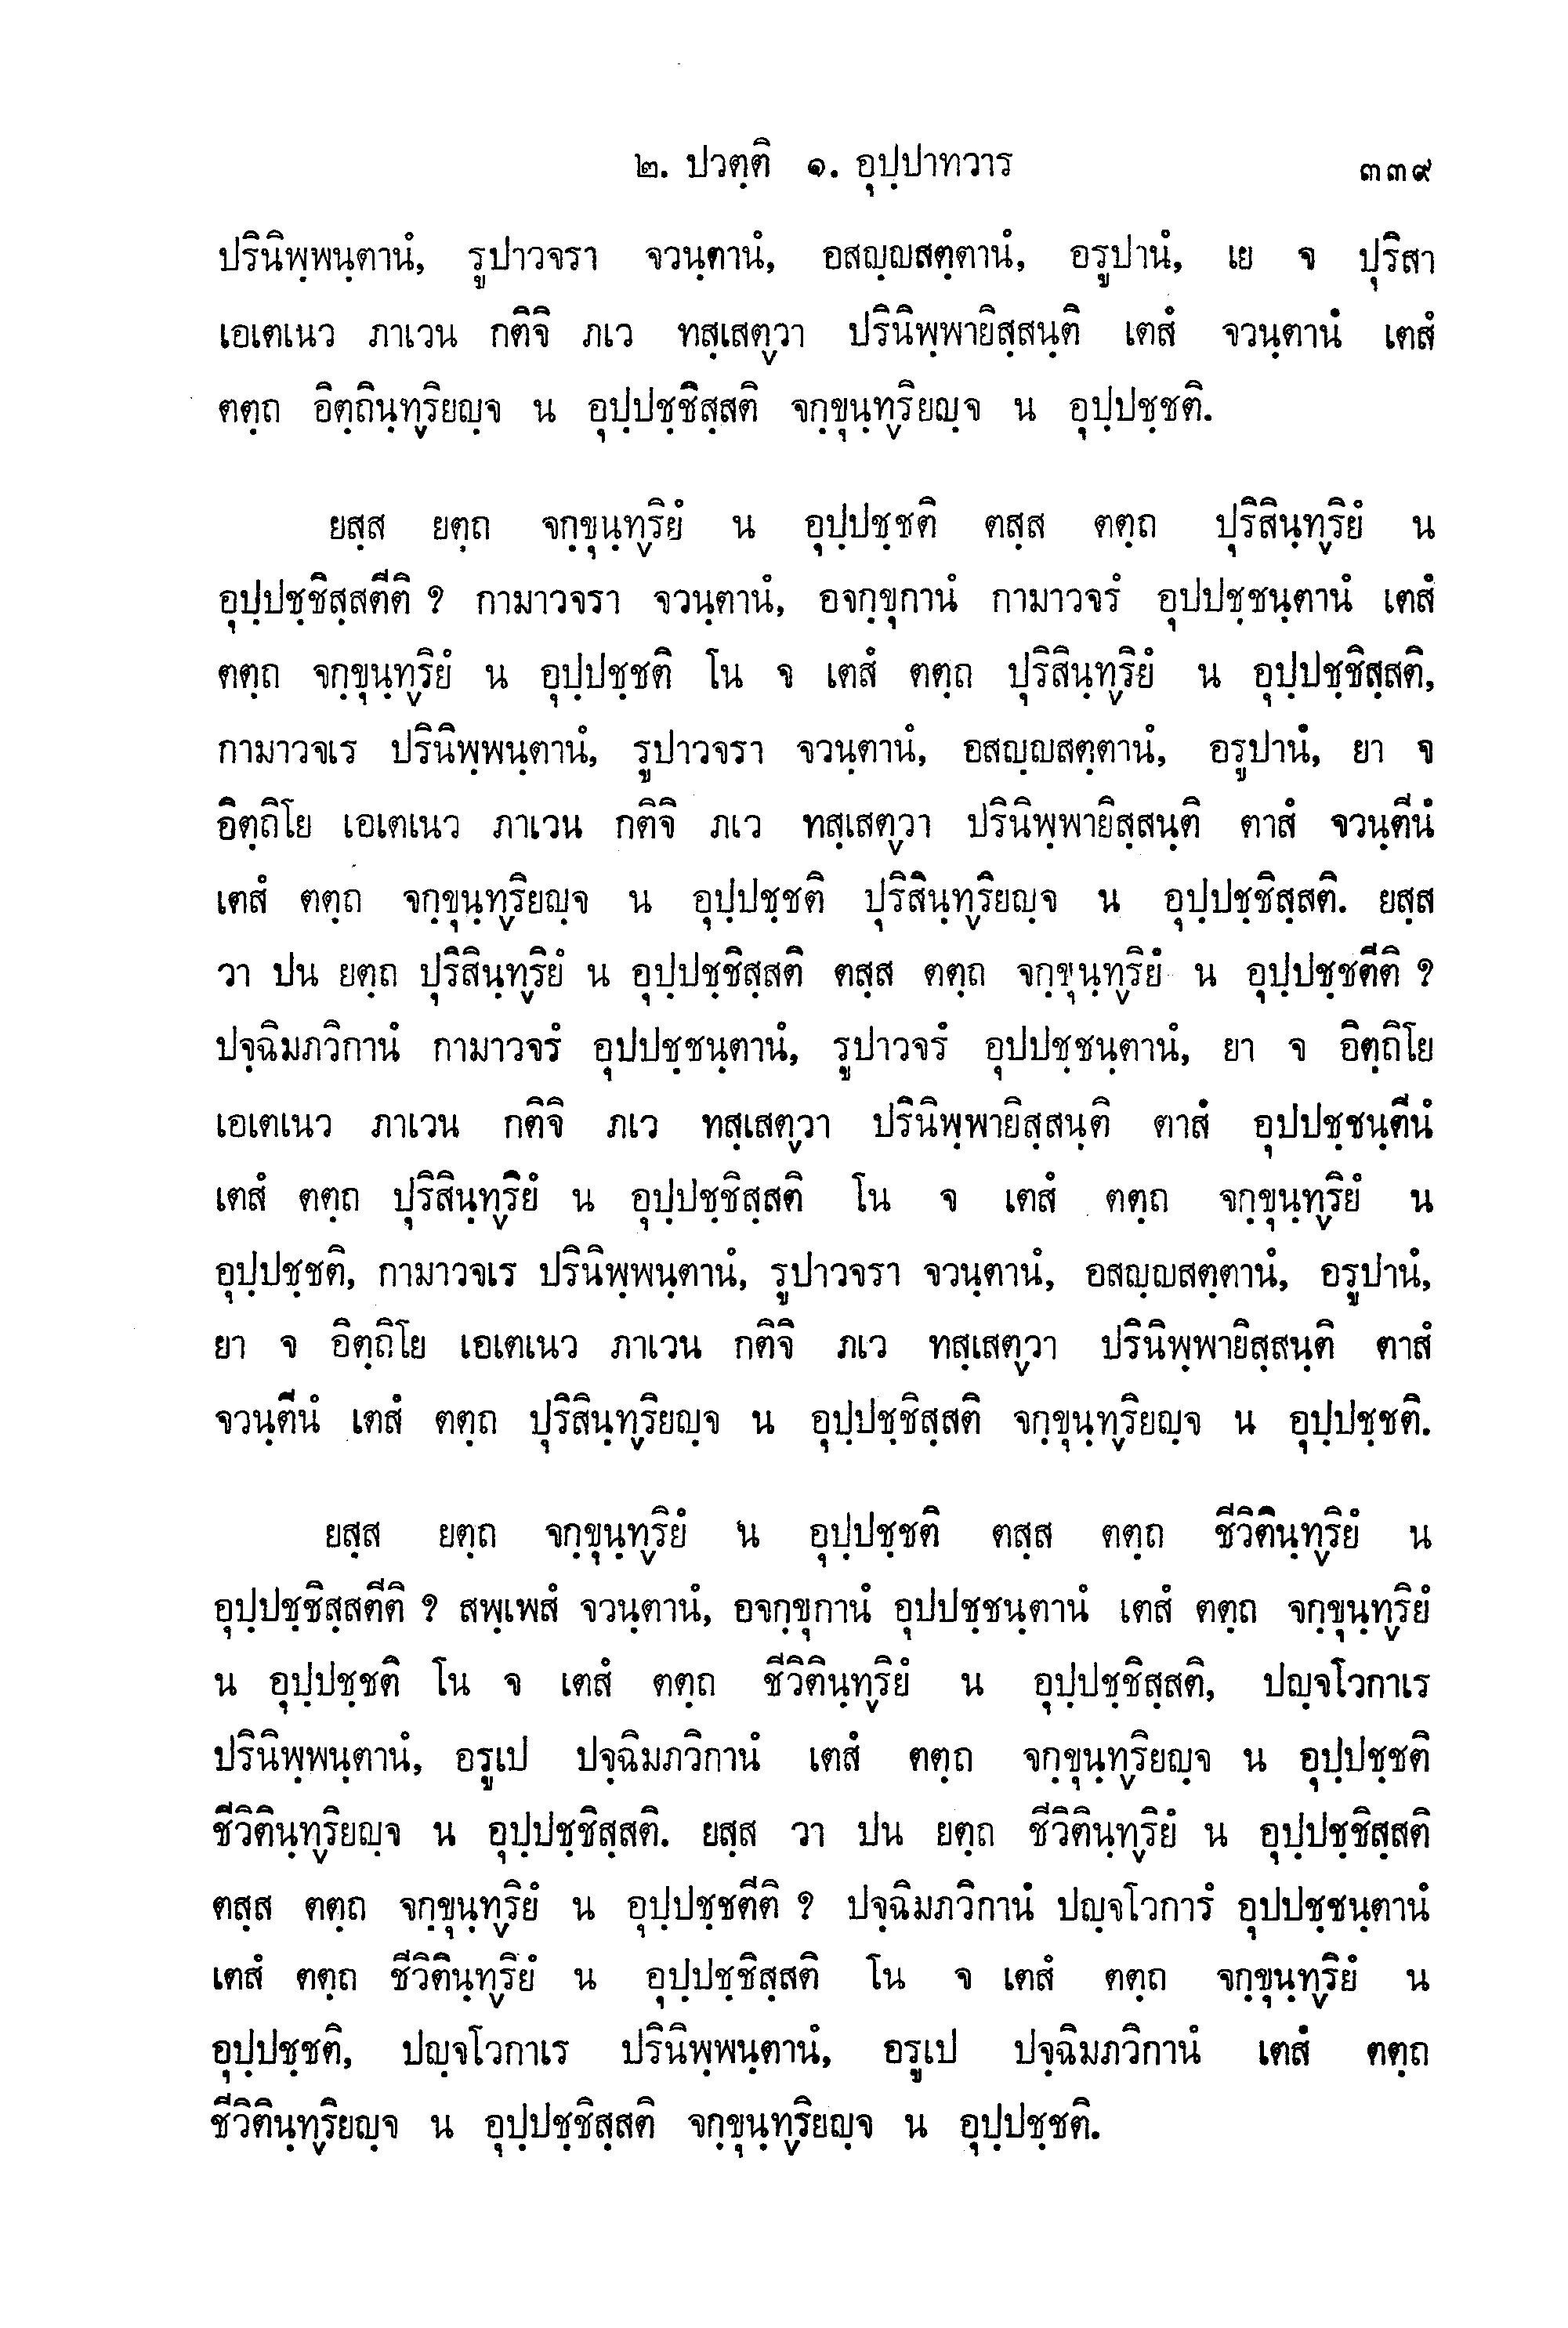 ๒. ปวตฺติ ๑. อุปฺปาทวาร ๓๓๙
ปรินิพฺพนฺตานํ, รูปาวจรา จวนฺตานํ, อสญฺญสตฺตานํ, อรูปานํ, เย จ ปุริสา
เอเตเนว ภาเวน กติจิ ภเว ทสฺเสตฺวา ปรินิพฺพายิสฺสนฺติ เตสํ จวนฺตานํ เตสํ
ตตฺถ อิตฺถินฺทฺริยญฺจ น อุปฺปชฺชิสฺสติ จกฺขุนฺทฺริยญฺจ น อุปฺปชฺชติ.
ยสฺส ยตฺถ จกฺขุนฺทฺริยํ น อุปฺปชฺชติ ตสฺส ตตฺถ ปุริสินฺทฺริยํ น
อุปฺปชฺชิสฺสตีติ ? กามาวจรา จวนฺตานํ, อจกฺขุกานํ กามาวจรํ อุปปชฺชนฺตานํ เตสํ
ตตฺถ จกฺขุนฺทฺริยํ น อุปฺปชฺชติ โน จ เตสํ ตตฺถ ปุริสินฺทฺริยํ น อุปฺปชฺชิสฺสติ,
กามาวจเร ปรินิพฺพนฺตานํ, รูปาวจรา จวนฺตานํ, อสญฺญสตฺตานํ, อรูปานํ, ยา จ
อิตฺถิโย เอเตเนว ภาเวน กติจิ ภเว ทสฺเสตฺวา ปรินิพฺพายิสฺสนฺติ ตาสํ จวนฺตีนํ
เตสํ ตตฺถ จกฺขุนฺทฺริยญฺจ น อุปฺปชฺชติ ปุริสินฺทฺริยญฺจ น อุปฺปชฺชิสฺสติ. ยสฺส
วา ปน ยตฺถ ปุริสินฺทฺริยํ น อุปฺปชฺชิสฺสติ ตสฺส ตตฺถ จกฺขุนฺทฺริยํ น อุปฺปชฺชตีติ ?
ปจฺฉิมภวิกานํ กามาวจรํ อุปปชฺชนฺตานํ, รูปาวจรํ อุปปชฺชนฺตานํ, ยา จ อิตฺถิโย
เอเตเนว ภาเวน กติจิ ภเว ทสฺเสตฺวา ปรินิพฺพายิสฺสนฺติ ตาสํ อุปปชฺชนฺตีนํ
เตสํ ตตฺถ ปุริสินฺทฺริยํ น อุปฺปชฺชิสฺสติ โน จ เตสํ ตตฺถ จกฺขุนฺทฺริยํ น
อุปฺปชฺชติ, กามาวจเร ปรินิพฺพนฺตานํ, รูปาวจรา จวนฺตานํ, อสญฺญสตฺตานํ, อรูปานํ,
ยา จ อิตฺถิโย เอเตเนว ภาเวน กติจิ ภเว ทสฺเสตฺวา ปรินิพฺพายิสฺสนฺติ ตาสํ
จวนฺตีนํ เตสํ ตตฺถ ปุริสินฺทฺริยญฺจ น อุปฺปชฺชิสฺสติ จกฺขุนฺทฺริยญฺจ น อุปฺปชฺชติ.
ยสฺส ยตฺถ จกฺขุนฺทฺริยํ น อุปฺปชฺชติ ตสฺส ตตฺถ ชีวิตินฺทฺริยํ น
อุปฺปชฺชิสฺสตีติ ? สพฺเพสํ จวนฺตานํ, อจกฺขุกานํ อุปปชฺชนฺตานํ เตสํ ตตฺถ จกฺขุนฺทฺริยํ
น อุปฺปชฺชติ โน จ เตสํ ตตฺถ ชีวิตินฺทฺริยํ น อุปฺปชฺชิสฺสติ, ปญฺจโวกาเร
ปรินิพฺพนฺตานํ, อรูเป ปจฺฉิมภวิกานํ เตสํ ตตฺถ จกฺขุนฺทฺริยญฺจ น อุปฺปชฺชติ
ชีวิตินฺทฺริยญฺจ น อุปฺปชฺชิสฺสติ. ยสฺส วา ปน ยตฺถ ชีวิตินฺทฺริยํ น อุปฺปชฺชิสฺสติ
ตสฺส ตตฺถ จกฺขุนฺทฺริยํ น อุปฺปชฺชตีติ ? ปจฺฉิมภวิกานํ ปญฺจโวการํ อุปปชฺชนฺตานํ
เตสํ ตตฺถ ชีวิตินฺทฺริยํ น อุปฺปชฺชิสฺสติ โน จ เตสํ ตตฺถ จกฺขุนฺทฺริยํ น
อุปฺปชฺชติ, ปญฺจโวกาเร ปรินิพฺพนฺตานํ, อรูเป ปจฺฉิมภวิกานํ เตสํ ตตฺถ
ชีวิตินฺทฺริยญฺจ น อุปฺปชฺชิสฺสติ จกฺขุนฺทฺริยญฺจ น อุปฺปชฺชติ.